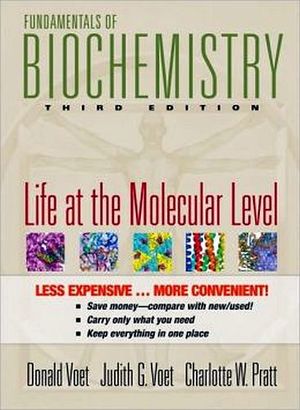 FUNDAMENTALS OF
BIOCHEMISTRY
THIRD EDITION
Life at the Molecular Level
LESS EXPENSIVE ... MORE CONVENIENT!
▪ Save money—compare with new/used!
▪ Carry only what you need
▪ Keep everything in one place
Donald Voet Judith G. Voet Charlotte W. Pratt